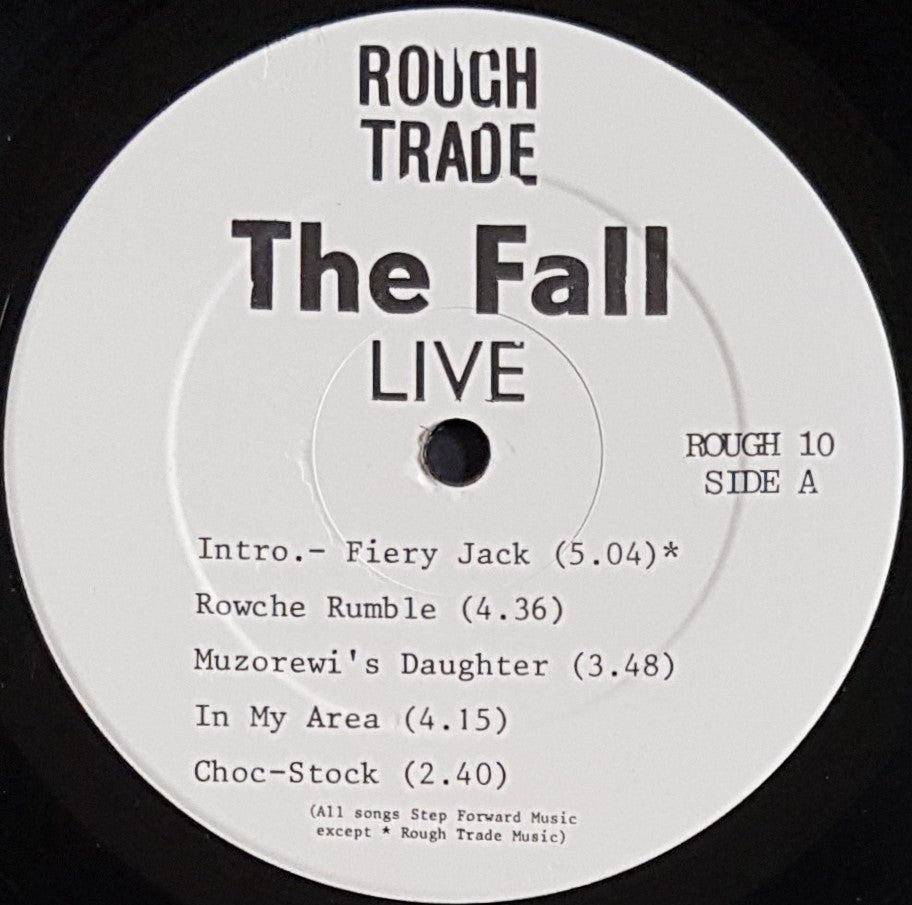 ROUGH
TRADE
The Fall
LIVE
ROUGH 10
SIDE A
Intro.- Fiery Jack (5.04)*
Rowche Rumble (4.36)
Muzorewi's Daughter (3.48)
In My Area (4.15)
Choc-Stock (2.40)
(All songs Step Forward Music
except * Rough Trade Music)